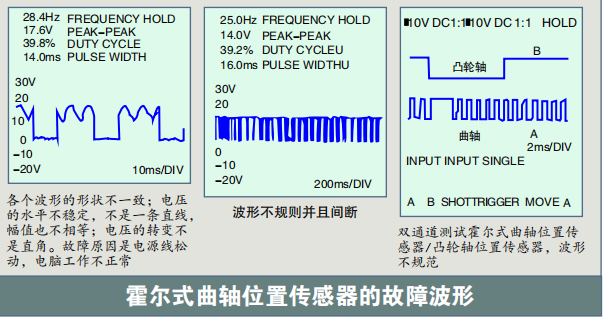 28.4Hz FREQUENCY HOLD
17.6V PEAK-PEAK
39.8% DUTY CYCLE
14.0ms PULSE WIDTH
30V
20
10
0
-10
-20V
10ms/DIV
各个波形的形状不一致；电压
的水平不稳定，不是一条直线，
幅值也不相等；电压的转变不
是直角。故障原因是电源线松
动，电脑工作不正常
25.0Hz FREQUENCY HOLD
14.0V PEAK-PEAK
39.2% DUTY CYCLEU
16.0ms PULSE WIDTHU
30V
20
10
0
-10
-20V
200ms/DIV
波形不规则并且间断
10V DC1:1 10V DC 1:1 HOLD
B
凸轮轴
曲轴
A
2ms/DIV
INPUT INPUT SINGLE
A B SHOTTRIGGER MOVE A
双通道测试霍尔式曲轴位置传
感器/凸轮轴位置传感器，波形
不规范
霍尔式曲轴位置传感器的故障波形